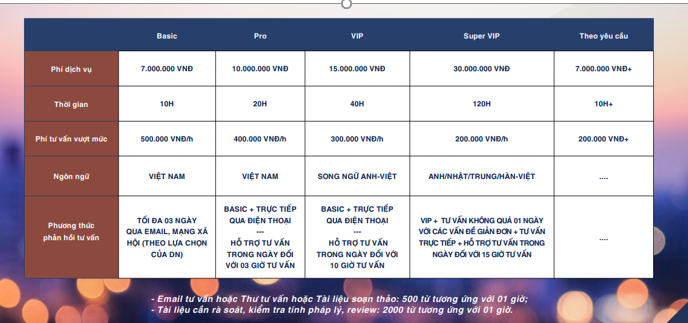 Basic Pro VIP Super VIP Theo yêu cầu
Phí dịch vụ 7.000.000 VNĐ 10.000.000 VNĐ 15.000.000 VNĐ 30.000.000 VNĐ 7.000.000 VNĐ+
Thời gian 10H 20H 40H 120H 10H+
Phí tư vấn vượt mức 500.000 VNĐ/h 400.000 VNĐ/h 300.000 VNĐ/h 200.000 VNĐ/h 200.000 VNĐ+
Ngôn ngữ VIỆT NAM VIỆT NAM SONG NGỮ ANH-VIỆT ANH/NHẬT/TRUNG/HÀN-VIỆT ....
Phương thức
phản hồi tư vấn
TỐI ĐA 03 NGÀY
QUA EMAIL, MẠNG XÃ
HỘI (THEO LỰA CHỌN
CỦA DN)
BASIC + TRỰC TIẾP
QUA ĐIỆN THOẠI
---
HỖ TRỢ TƯ VẤN
TRONG NGÀY ĐỐI
VỚI 03 GIỜ TƯ VẤN
BASIC + TRỰC TIẾP
QUA ĐIỆN THOẠI
---
HỖ TRỢ TƯ VẤN
TRONG NGÀY ĐỐI VỚI
10 GIỜ TƯ VẤN
VIP + TƯ VẤN KHÔNG QUÁ 01 NGÀY
VỚI CÁC VẤN ĐỀ GIẢN ĐƠN + TƯ VẤN
TRỰC TIẾP + HỖ TRỢ TƯ VẤN TRONG
NGÀY ĐỐI VỚI 15 GIỜ TƯ VẤN
....
- Email tư vấn hoặc Thư tư vấn hoặc Tài liệu soạn thảo: 500 từ tương ứng với 01 giờ;
- Tài liệu cần rà soát, kiểm tra tính pháp lý, review: 2000 từ tương ứng với 01 giờ.